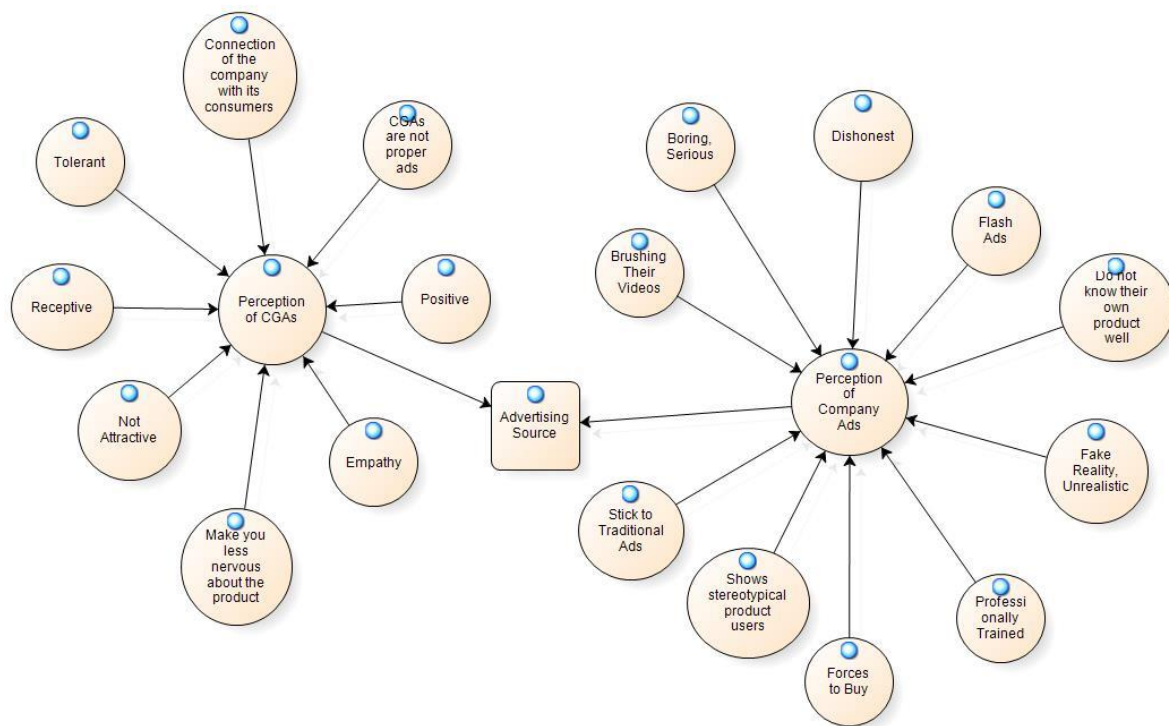 Connection
of the
company
with its
consumers
CGAs
are not
proper
ads
Tolerant
Receptive
Perception
of CGAs
Positive
Not
Attractive
Empathy
Make you
less
nervous
about the
product
Advertising
Source
Boring,
Serious
Dishonest
Flash
Ads
Brushing
Their
Videos
Do not
know their
own
product
well
Perception
of
Company
Ads
Fake
Reality,
Unrealistic
Stick to
Traditional
Ads
Shows
stereotypical
product
users
Forces
to Buy
Professi
onally
Trained